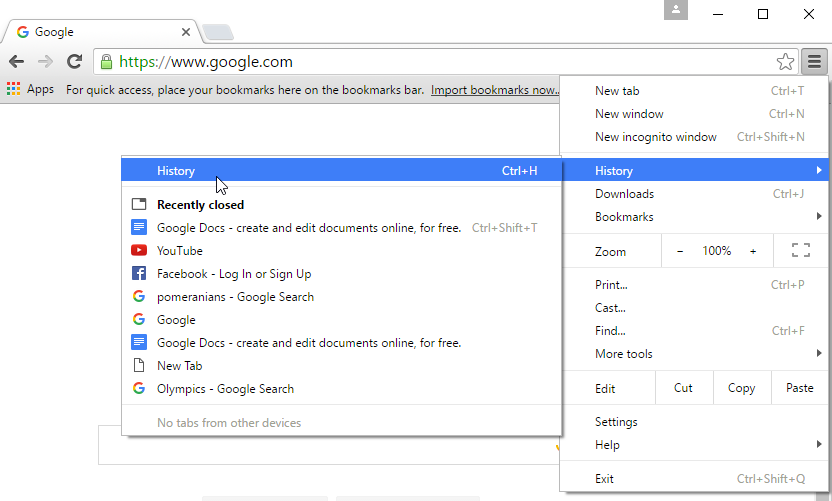 Google
https://www.google.com
Apps For quick access, place your bookmarks here on the bookmarks bar. Import bookmarks now...
New tab Ctrl+T
New window Ctrl+N
New incognito window Ctrl+Shift+N
History
Downloads Ctrl+J
Bookmarks
Zoom − 100% +
Print... Ctrl+P
Cast...
Find... Ctrl+F
More tools
Edit Cut Copy Paste
Settings
Help
Exit Ctrl+Shift+Q
History Ctrl+H
Recently closed
Google Docs - create and edit documents online, for free. Ctrl+Shift+T
YouTube
Facebook - Log In or Sign Up
pomeranians - Google Search
Google
Google Docs - create and edit documents online, for free.
New Tab
Olympics - Google Search
No tabs from other devices